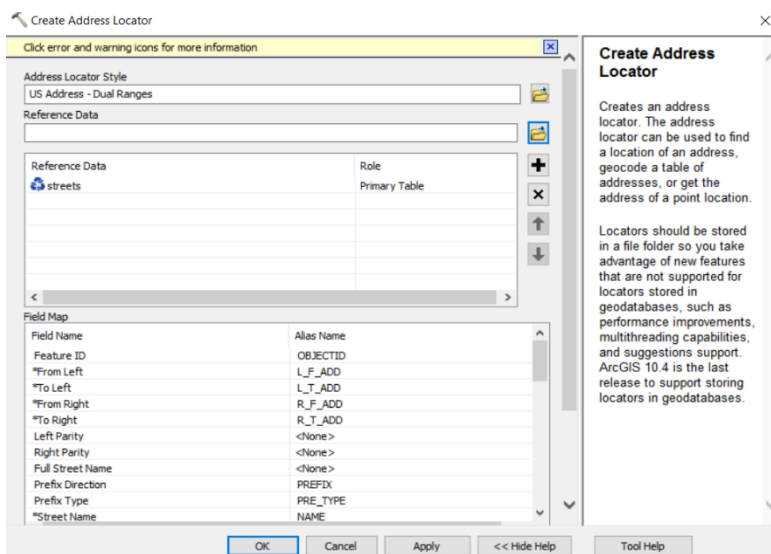 Create Address Locator
Click error and warning icons for more information
Address Locator Style
US Address - Dual Ranges
Reference Data
Reference Data Role
streets Primary Table
Field Map
Field Name Alias Name
Feature ID OBJECTID
*From Left L_F_ADD
*To Left L_T_ADD
*From Right R_F_ADD
*To Right R_T_ADD
Left Parity <None>
Right Parity <None>
Full Street Name <None>
Prefix Direction PREFIX
Prefix Type PRE_TYPE
*Street Name NAME
OK Cancel Apply << Hide Help Tool Help
Create Address
Locator
Creates an address
locator. The address
locator can be used to find
a location of an address,
geocode a table of
addresses, or get the
address of a point location.
Locators should be stored
in a file folder so you take
advantage of new features
that are not supported for
locators stored in
geodatabases, such as
performance improvements,
multithreading capabilities,
and suggestions support.
ArcGIS 10.4 is the last
release to support storing
locators in geodatabases.